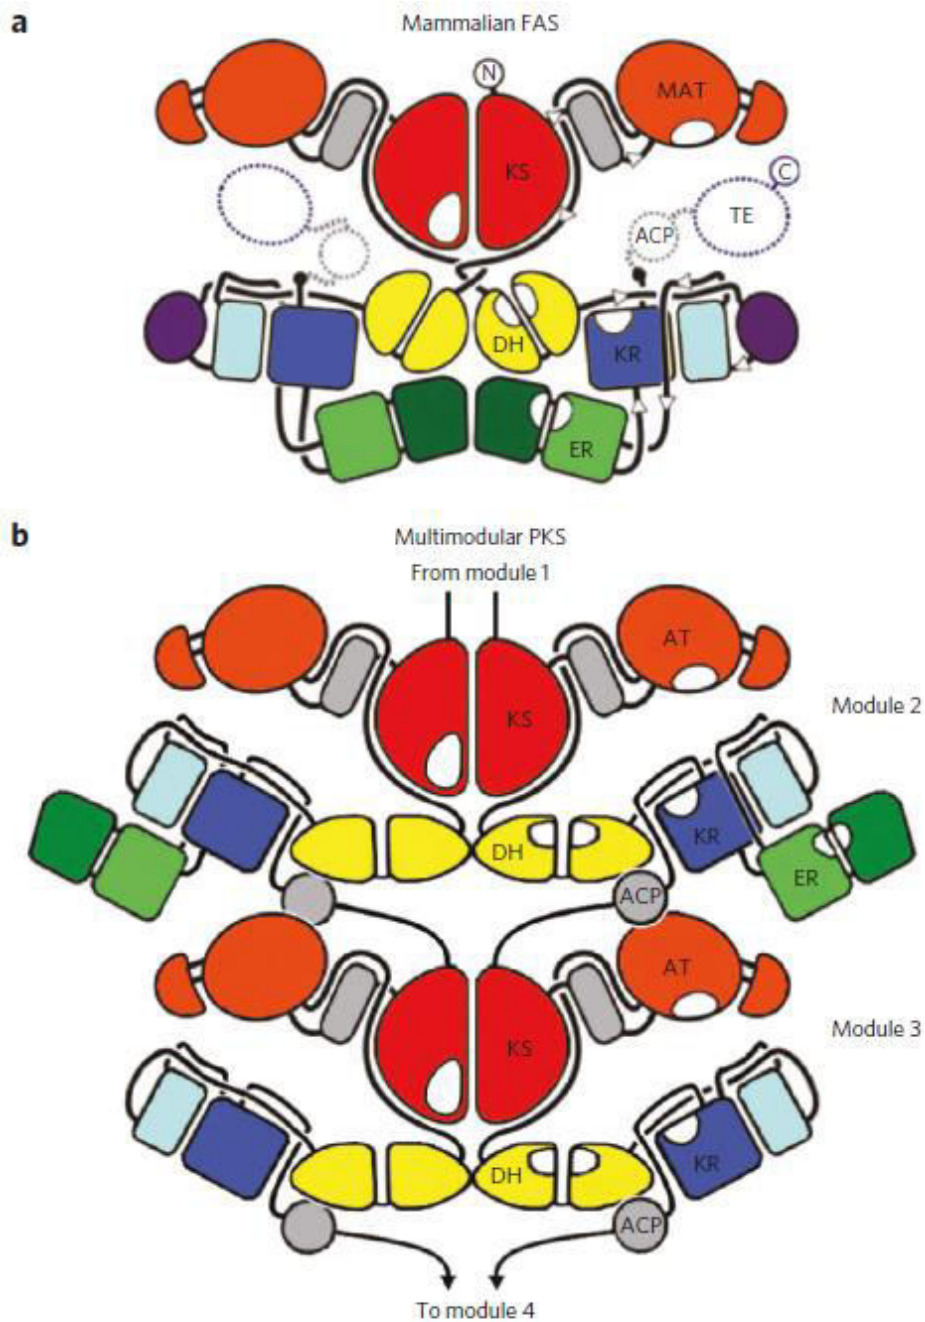 a
Mammalian FAS
N
MAT
KS
C
TE
ACP
DH
KR
ER
b
Multimodular PKS
From module 1
AT
KS
Module 2
KR
DH
ER
ACP
AT
Module 3
KS
KR
DH
ACP
To module 4